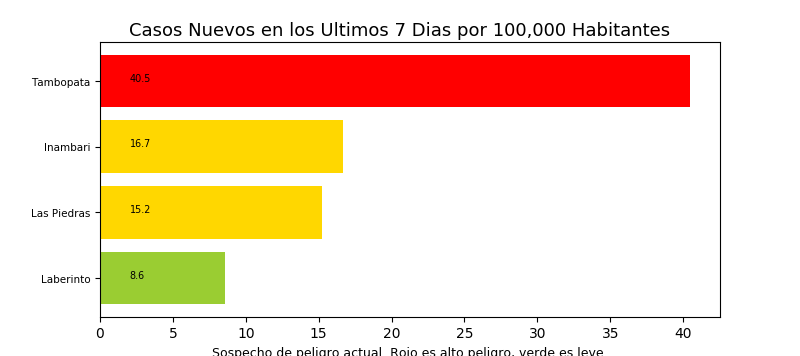 Casos Nuevos en los Ultimos 7 Dias por 100,000 Habitantes
Tambopata 40.5
Inambari 16.7
Las Piedras 15.2
Laberinto 8.6
0 5 10 15 20 25 30 35 40
Sospecho de peligro actual. Rojo es alto peligro, verde es leve